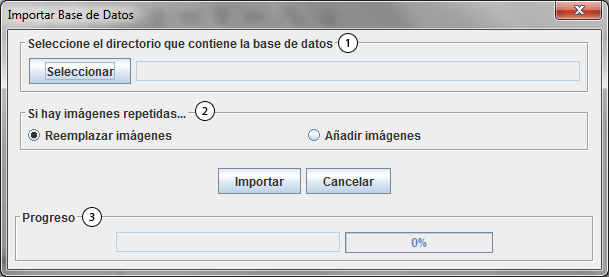 Importar Base de Datos
Seleccione el directorio que contiene la base de datos 1
Seleccionar
Si hay imágenes repetidas... 2
Reemplazar imágenes Añadir imágenes
Importar Cancelar
Progreso 3
0%